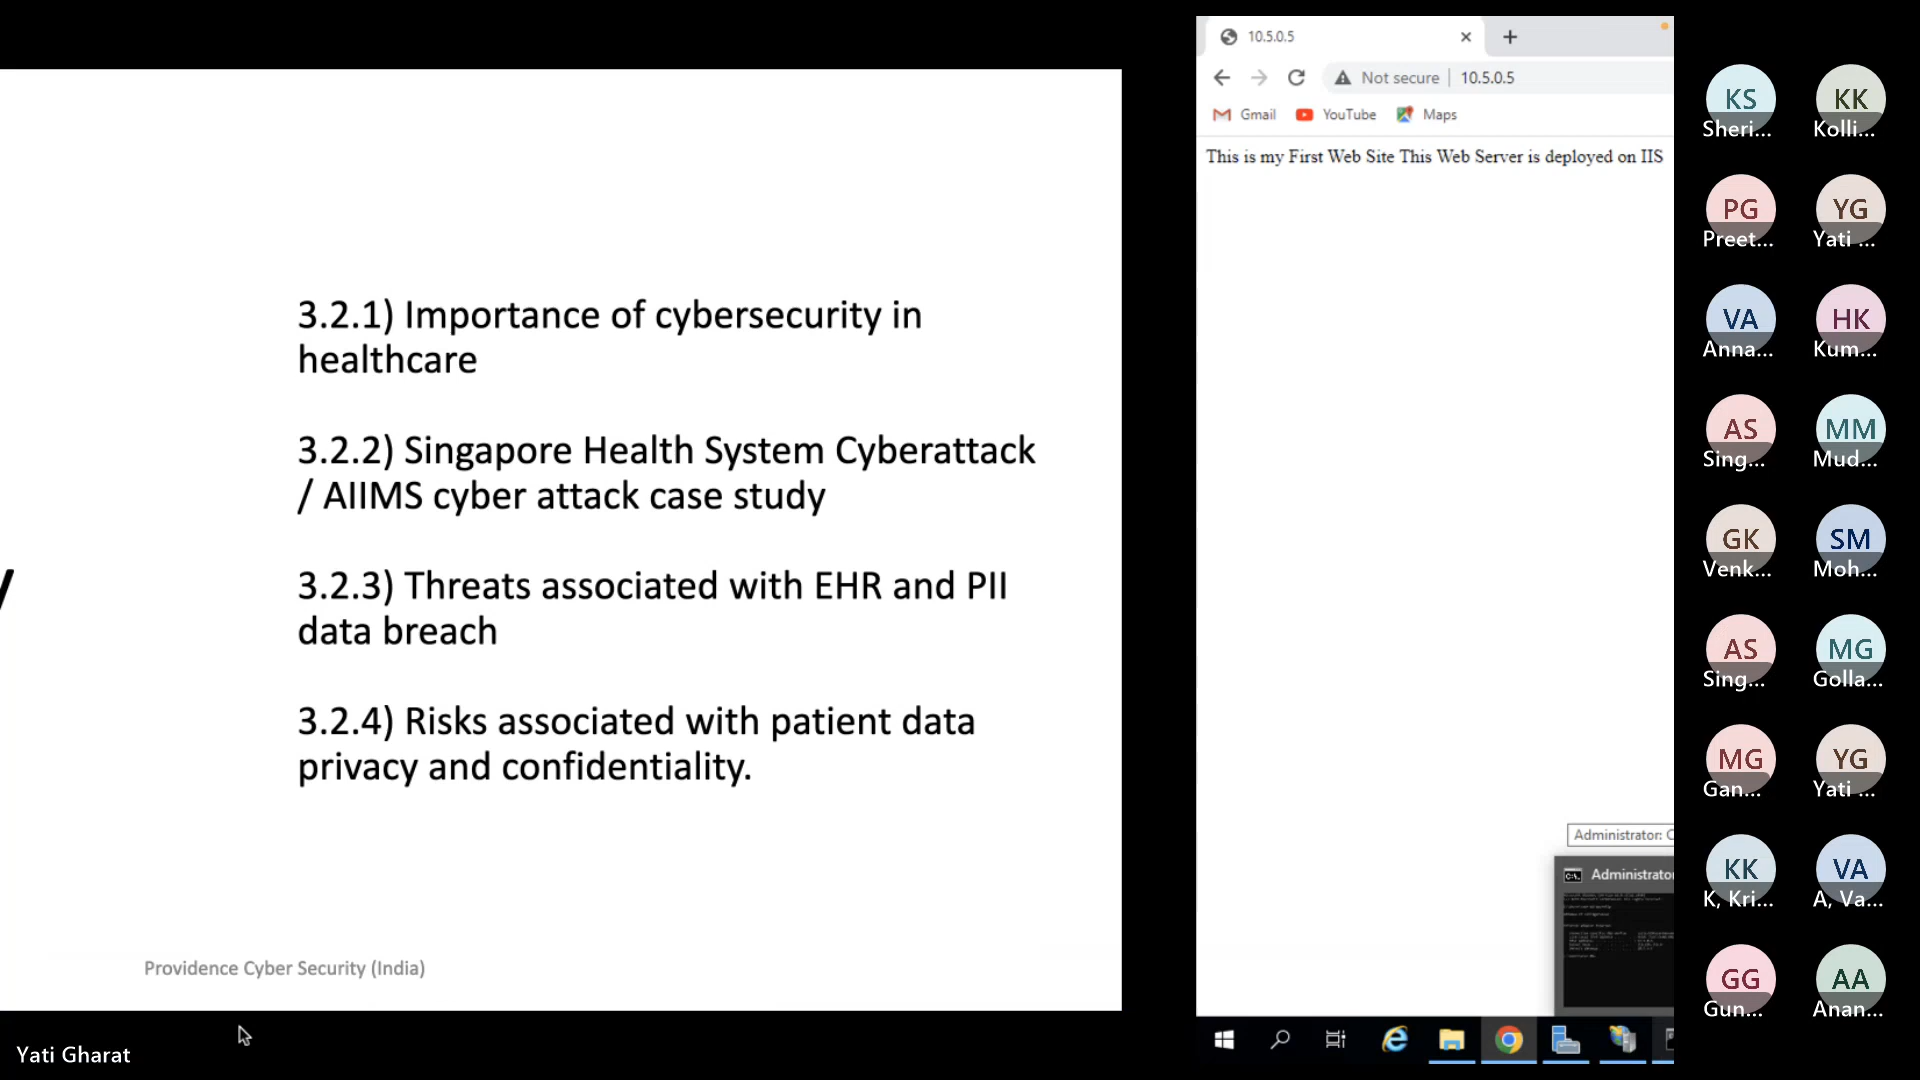 y
3.2.1) Importance of cybersecurity in
healthcare
3.2.2) Singapore Health System Cyberattack
/ AIIMS cyber attack case study
3.2.3) Threats associated with EHR and PII
data breach
3.2.4) Risks associated with patient data
privacy and confidentiality.
Providence Cyber Security (India)
Yati Gharat
10.5.0.5
Not secure 10.5.0.5
Gmail YouTube Maps
This is my First Web Site This Web Server is deployed on IIS
Administrator: C
Administrator
KS KK
Sheri... Kolli...
PG YG
Preet... Yati ...
VA HK
Anna... Kum...
AS MM
Sing... Mud...
GK SM
Venk... Moh...
AS MG
Sing... Golla...
MG YG
Gan... Yati ...
KK VA
K, Kri... A, Va...
GG AA
Gun... Anan...